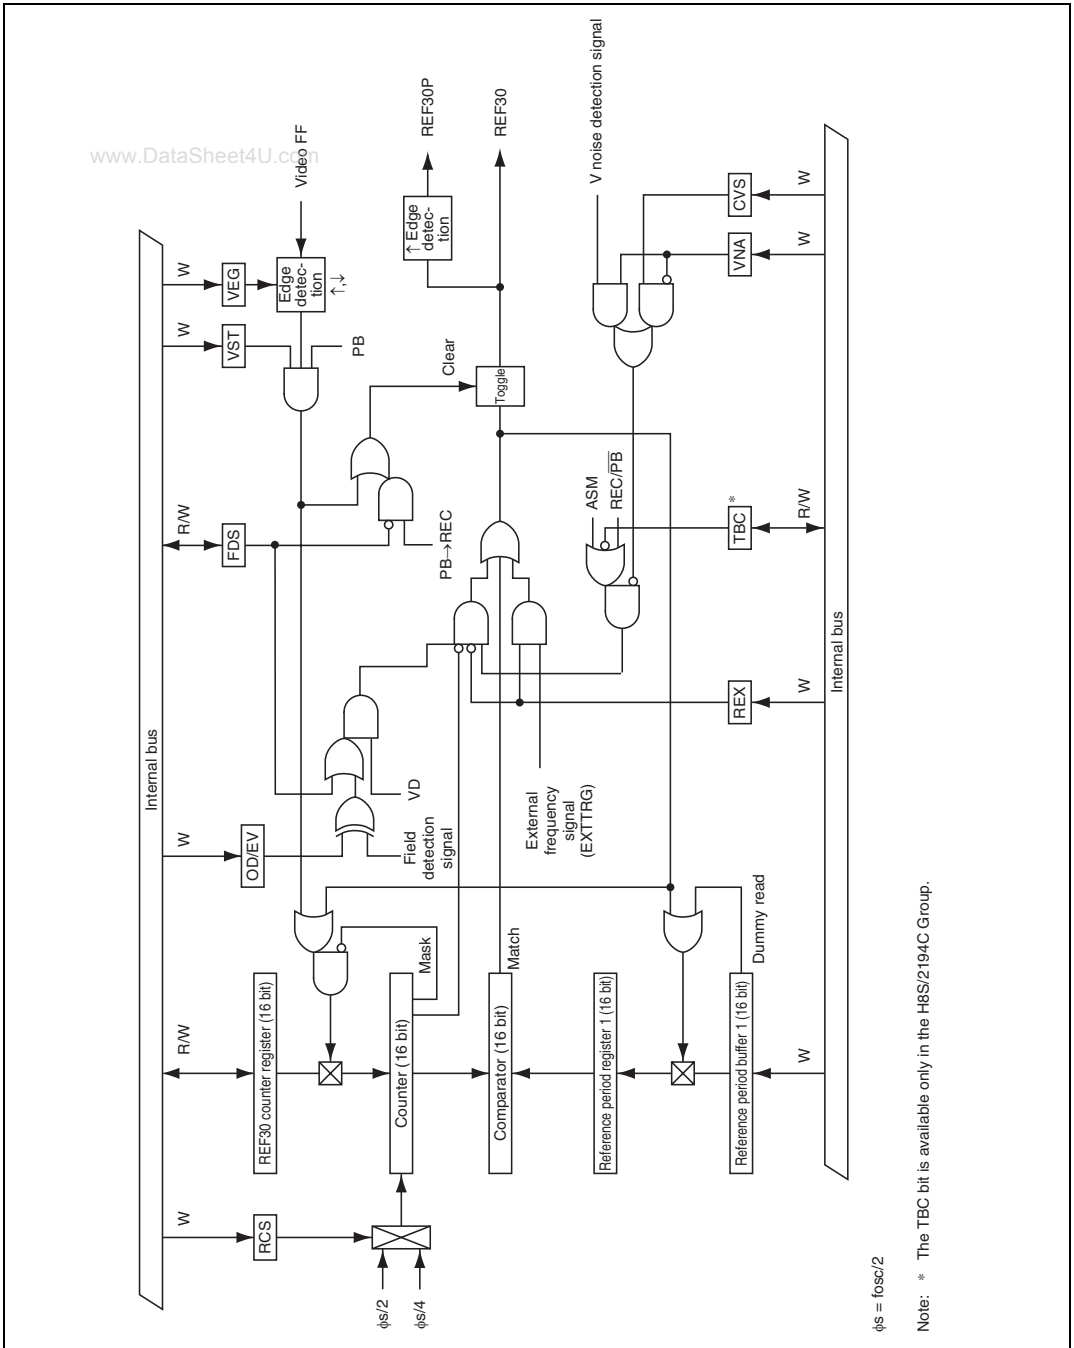 www.DataSheet4U.com
Internal bus
W
RCS
R/W
REF30 counter register (16 bit)
W
OD/EV
R/W
FDS
W
VST
W
VEG
Video FF
Edge
detec-
tion
↑,↓
PB
φs/2
φs/4
Counter (16 bit)
Mask
Field
detection
signal
VD
PB→REC
Clear
Toggle
↑ Edge
detec-
tion
REF30P
REF30
Comparator (16 bit)
Match
External
frequency
signal
(EXTTRG)
ASM
REC/P̅B̅
V noise detection signal
Reference period register 1 (16 bit)
Reference period buffer 1 (16 bit)
Dummy read
W
REX
W
TBC
*
R/W
VNA
W
CVS
W
Internal bus
φs = fosc/2
Note: * The TBC bit is available only in the H8S/2194C Group.